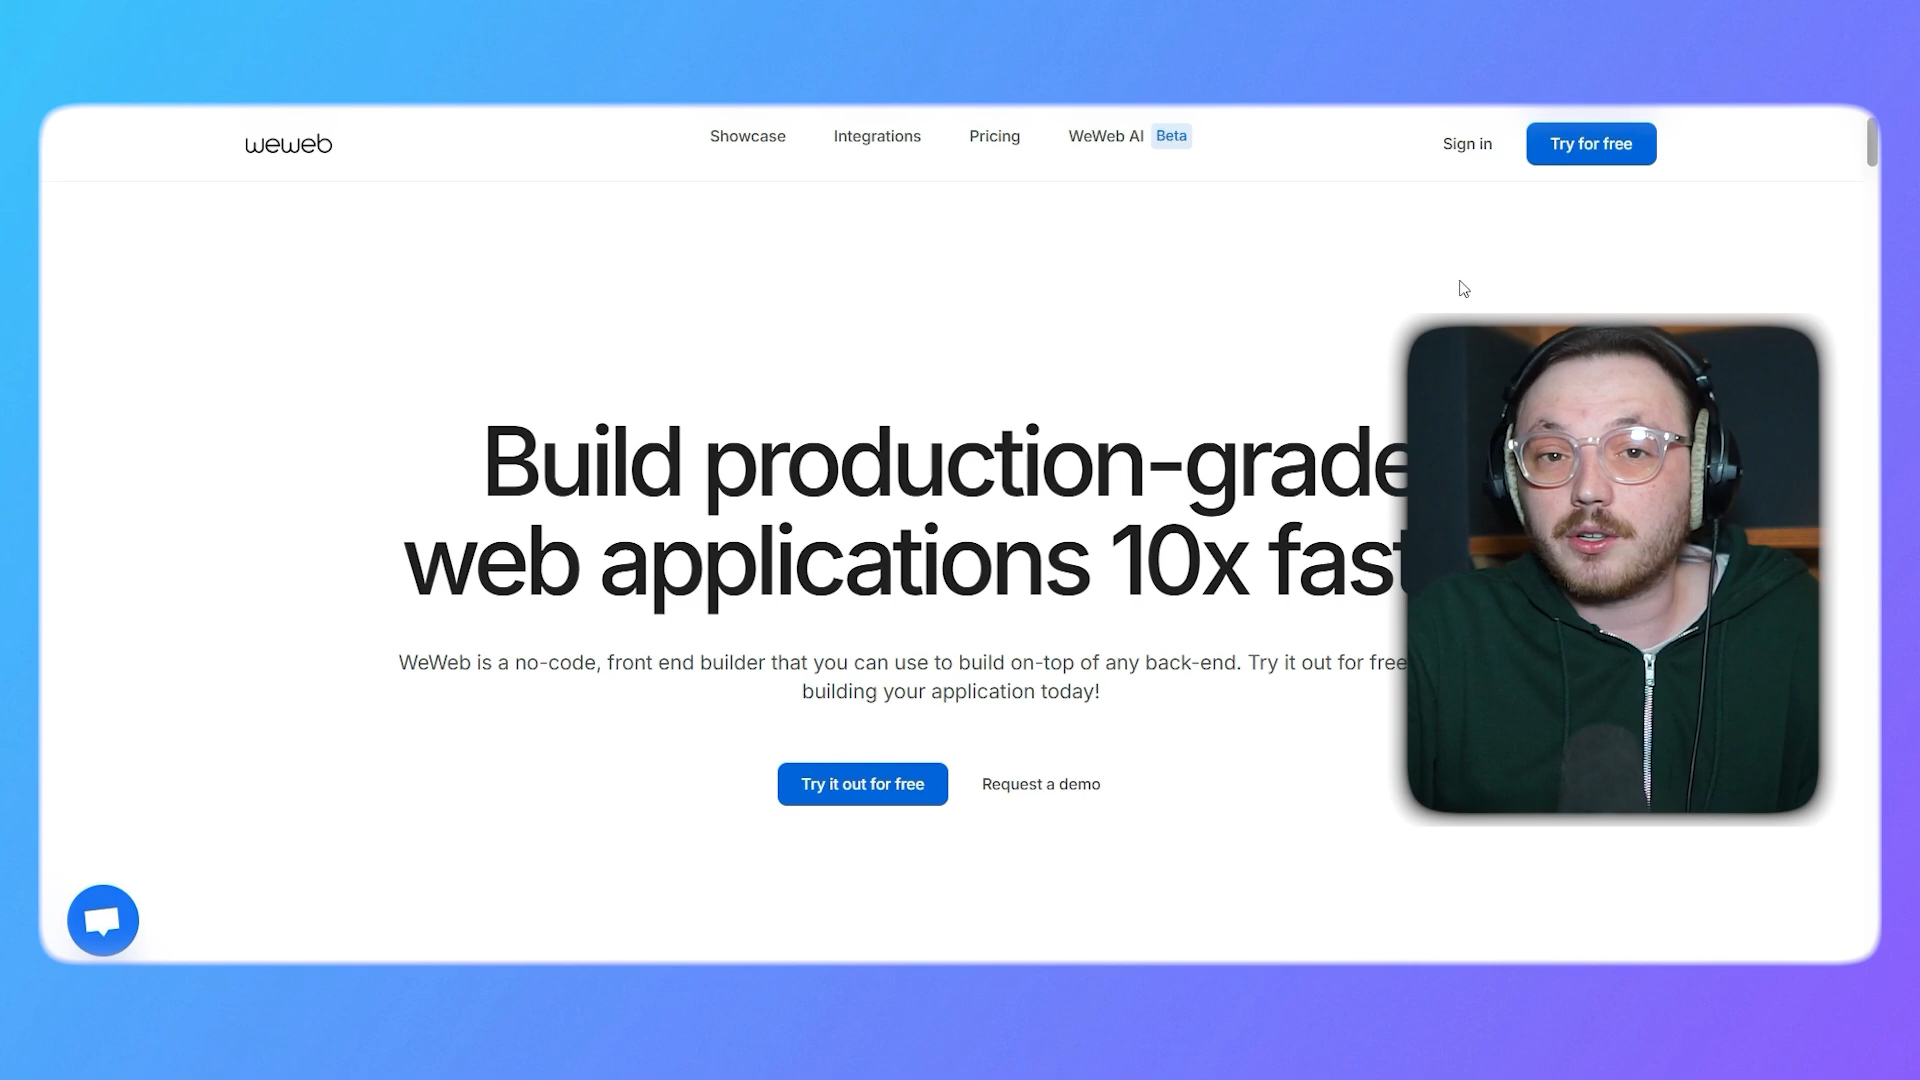 weweb
Showcase
Integrations
Pricing
WeWeb AI Beta
Sign in
Try for free
Build production-grade
web applications 10x fast
WeWeb is a no-code, front end builder that you can use to build on-top of any back-end. Try it out for free
building your application today!
Try it out for free
Request a demo